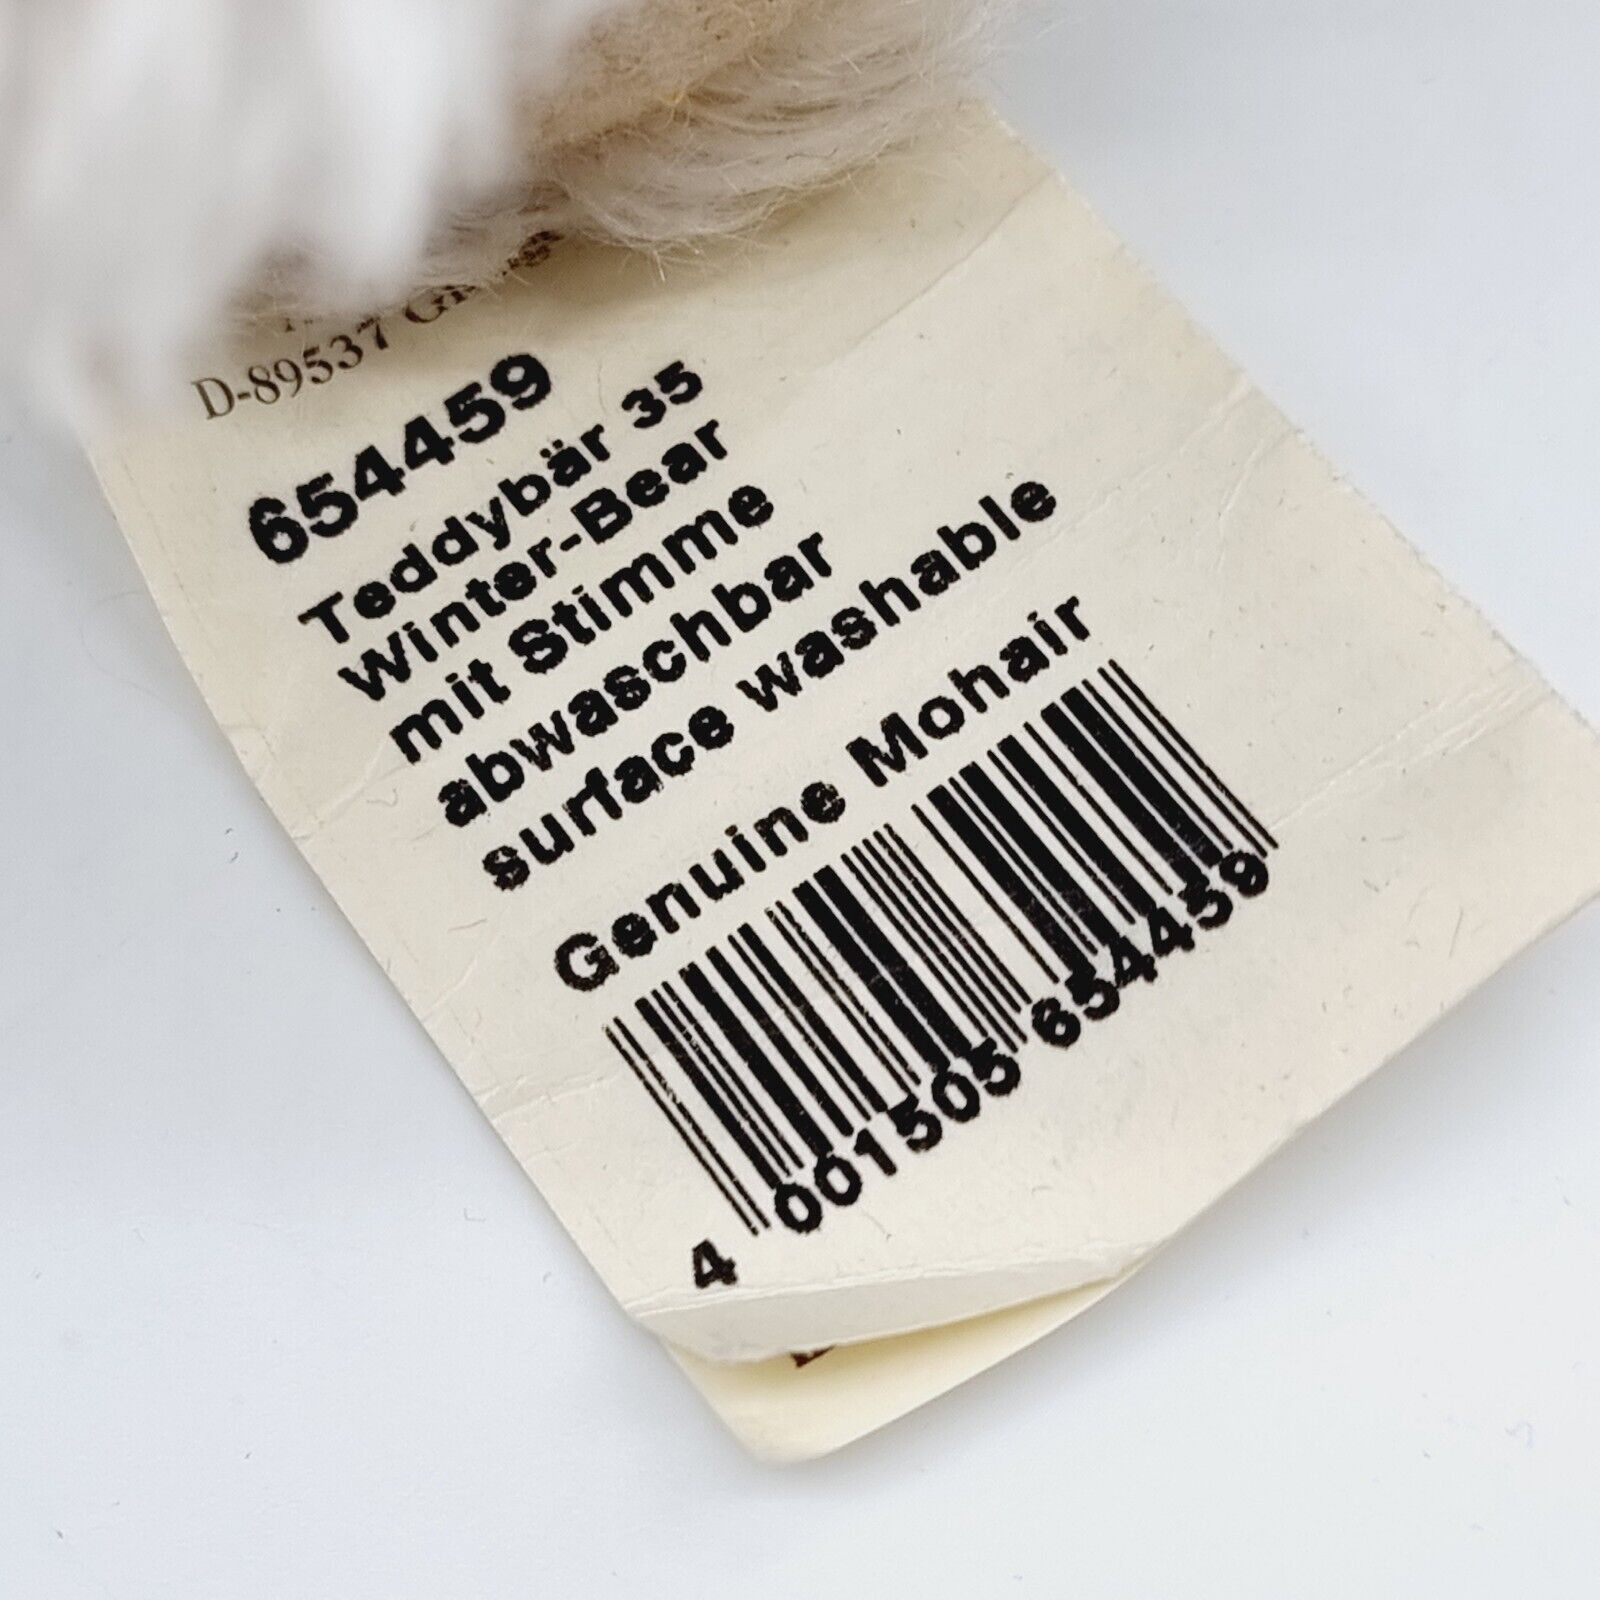 D-89537
654459
Teddybär 35
Winter-Bear
mit Stimme
abwaschbar
surface washable
Genuine Mohair
4 001505 654459